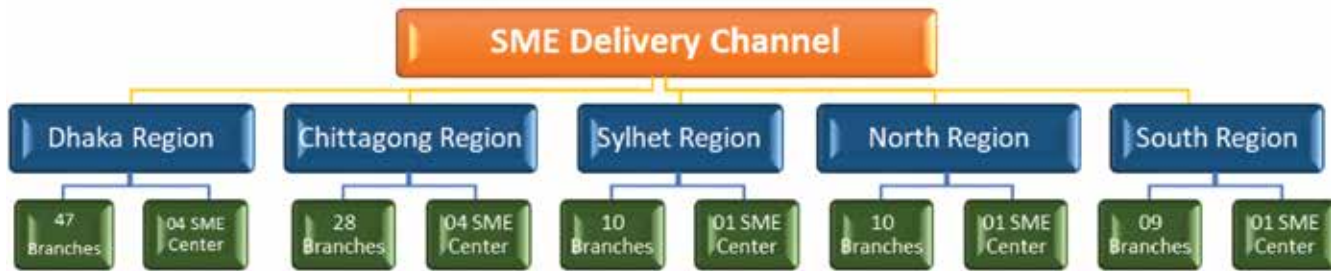 SME Delivery Channel
Dhaka Region
Chittagong Region
Sylhet Region
North Region
South Region
47
Branches
04 SME
Center
28
Branches
04 SME
Center
10
Branches
01 SME
Center
10
Branches
01 SME
Center
09
Branches
01 SME
Center